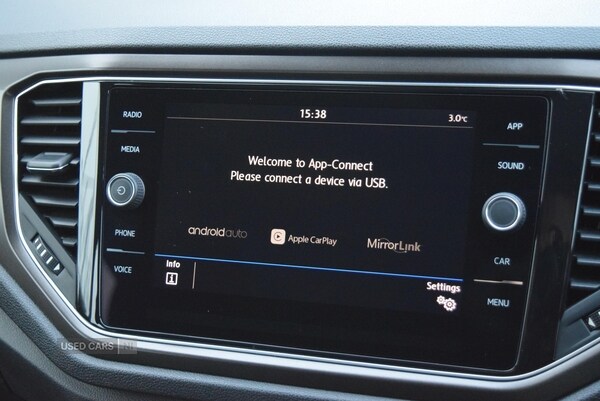 15:38
3.0°C
RADIO
MEDIA
PHONE
VOICE
Welcome to App-Connect
Please connect a device via USB.
androidauto
Apple CarPlay
MirrorLink
Info
Settings
APP
SOUND
CAR
MENU
USED CARS NI